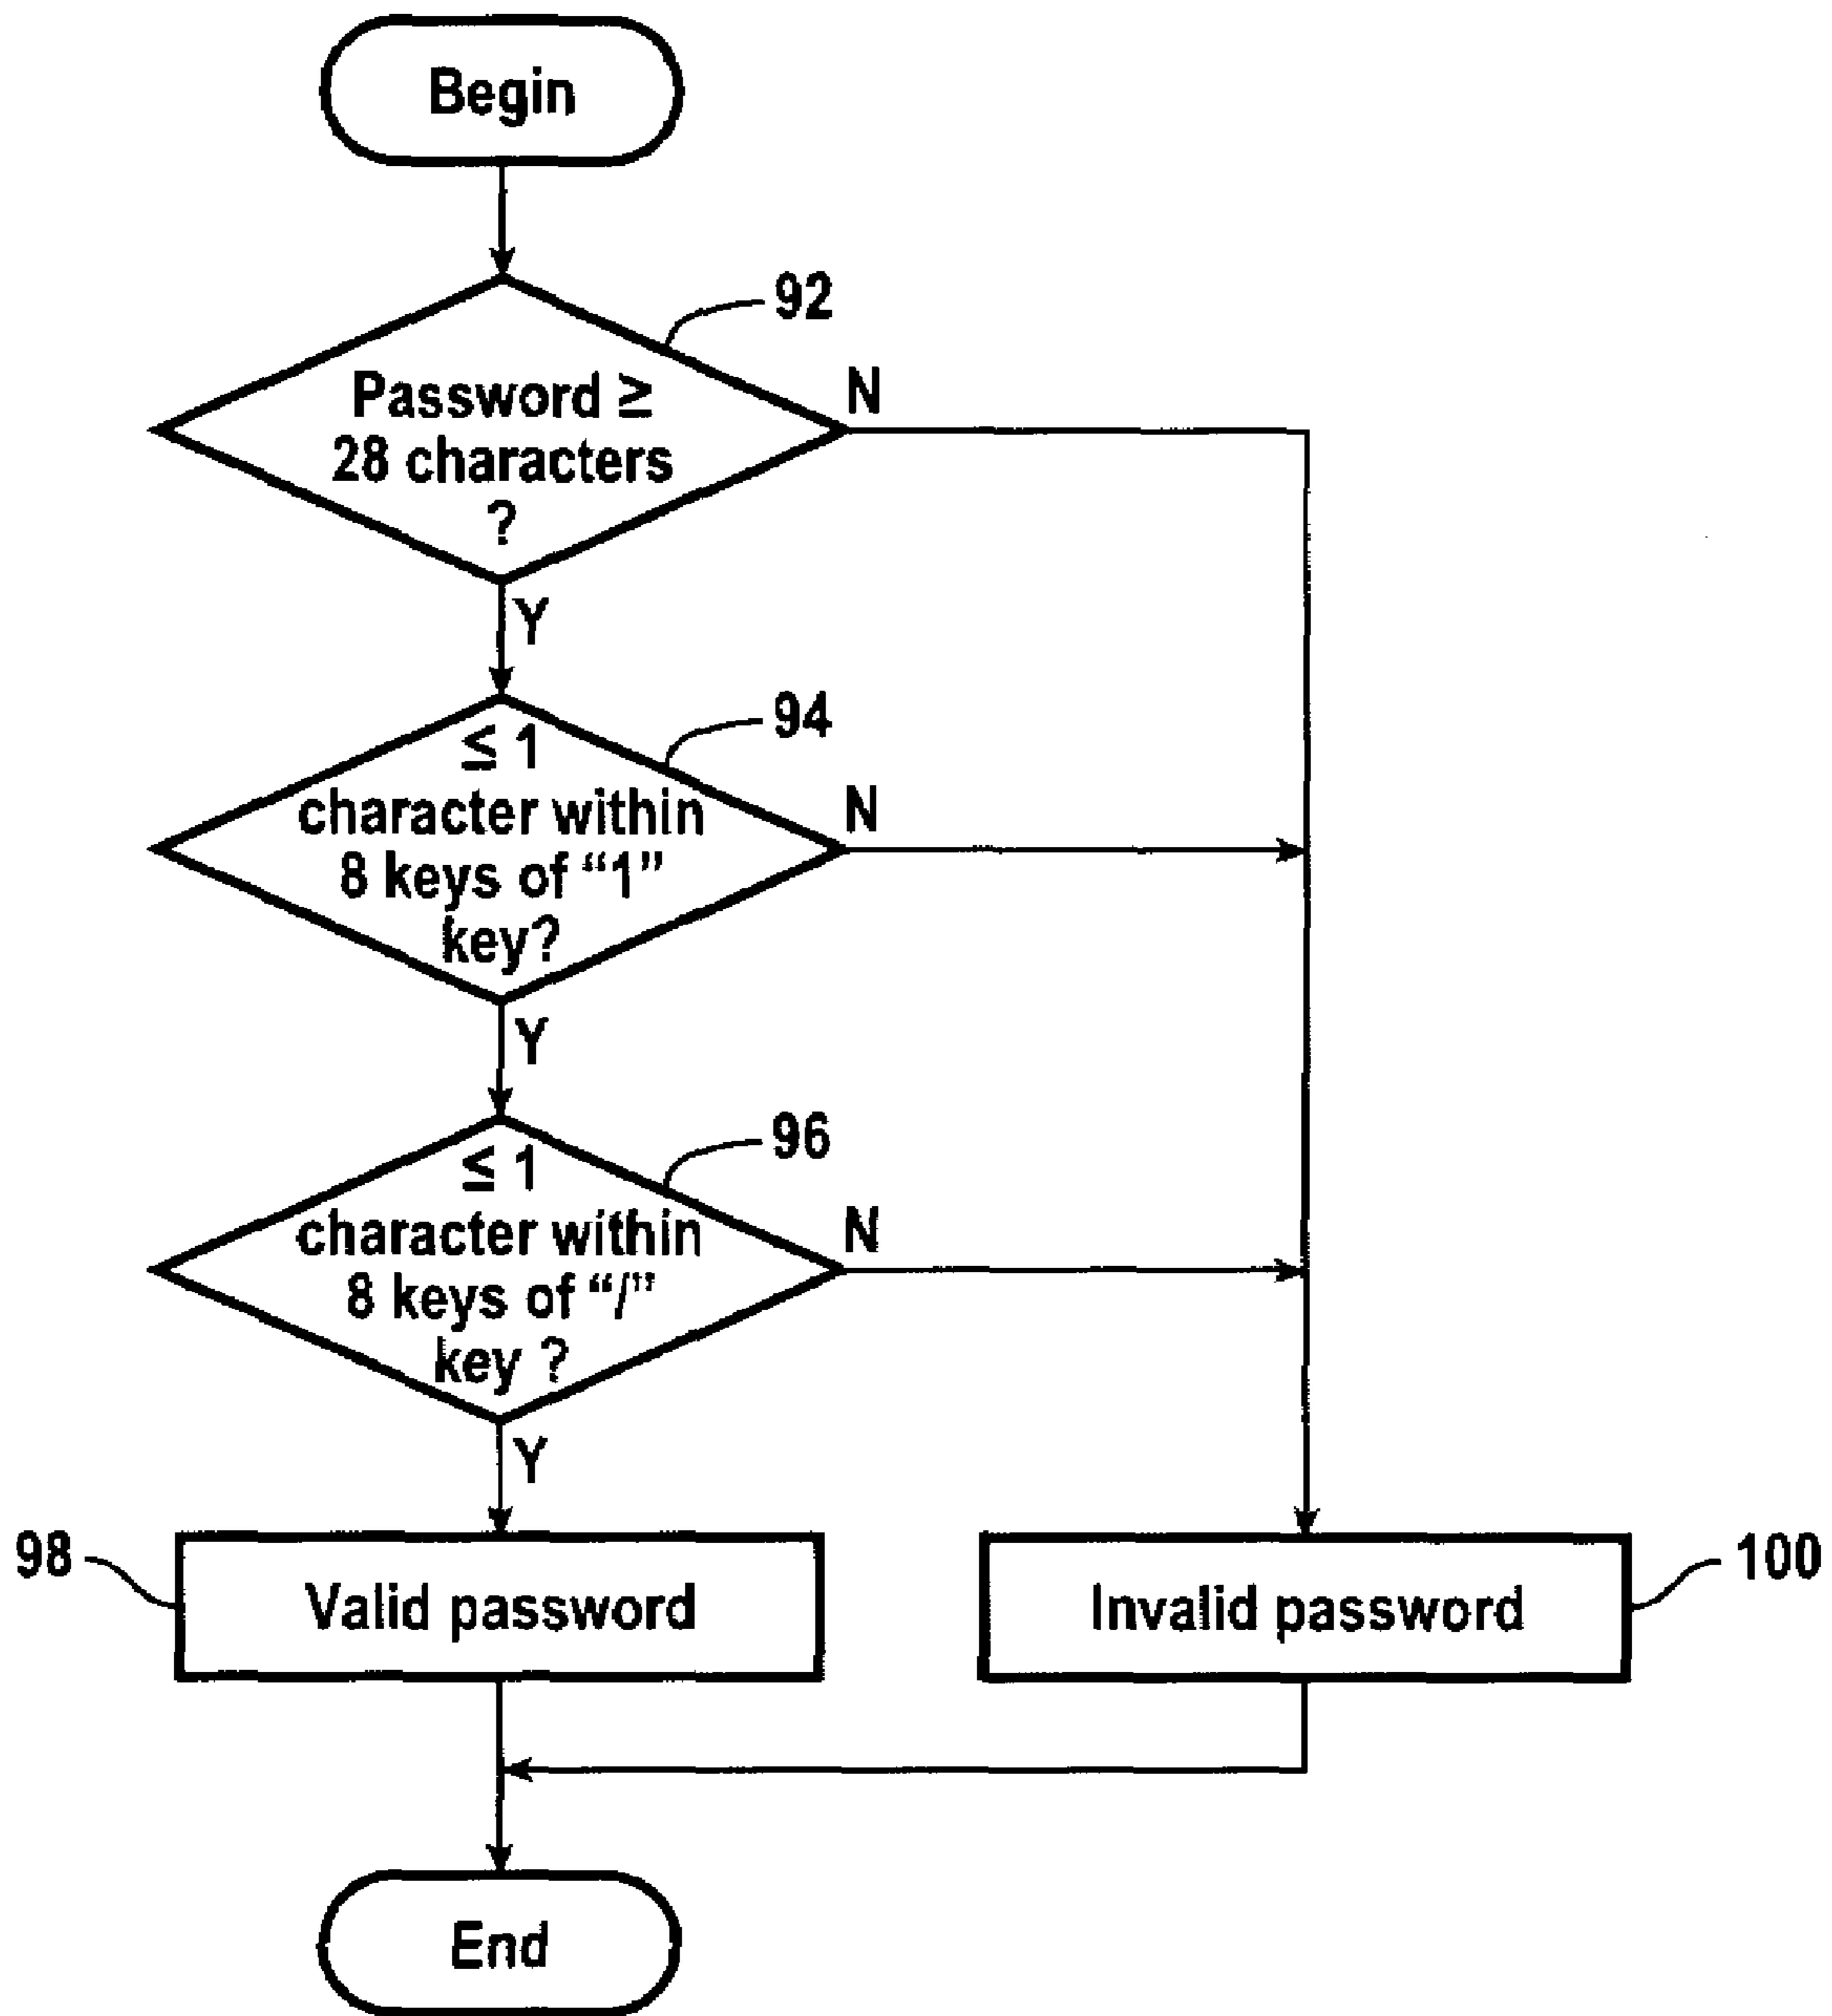 Begin
92
Password ≥
28 characters
?
N
Y
94
≤ 1
character within
8 keys of “1”
key?
N
Y
96
≤ 1
character within
8 keys of “/”
key ?
N
Y
98
Valid password
Invalid password
100
End